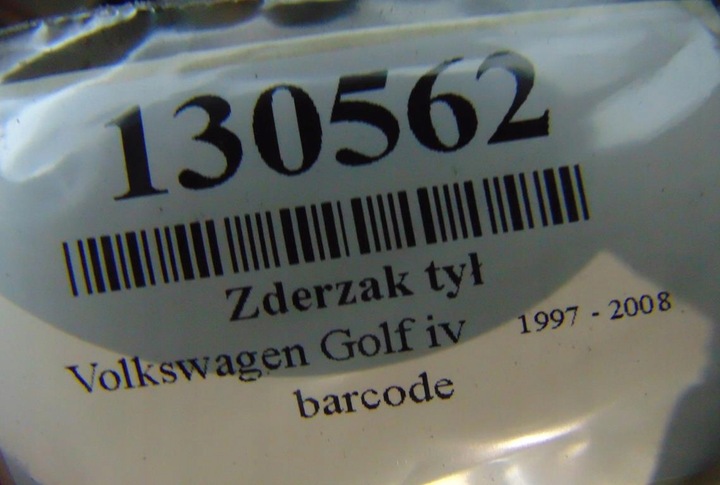 130562
Zderzak tył
Volkswagen Golf iv 1997 - 2008
barcode